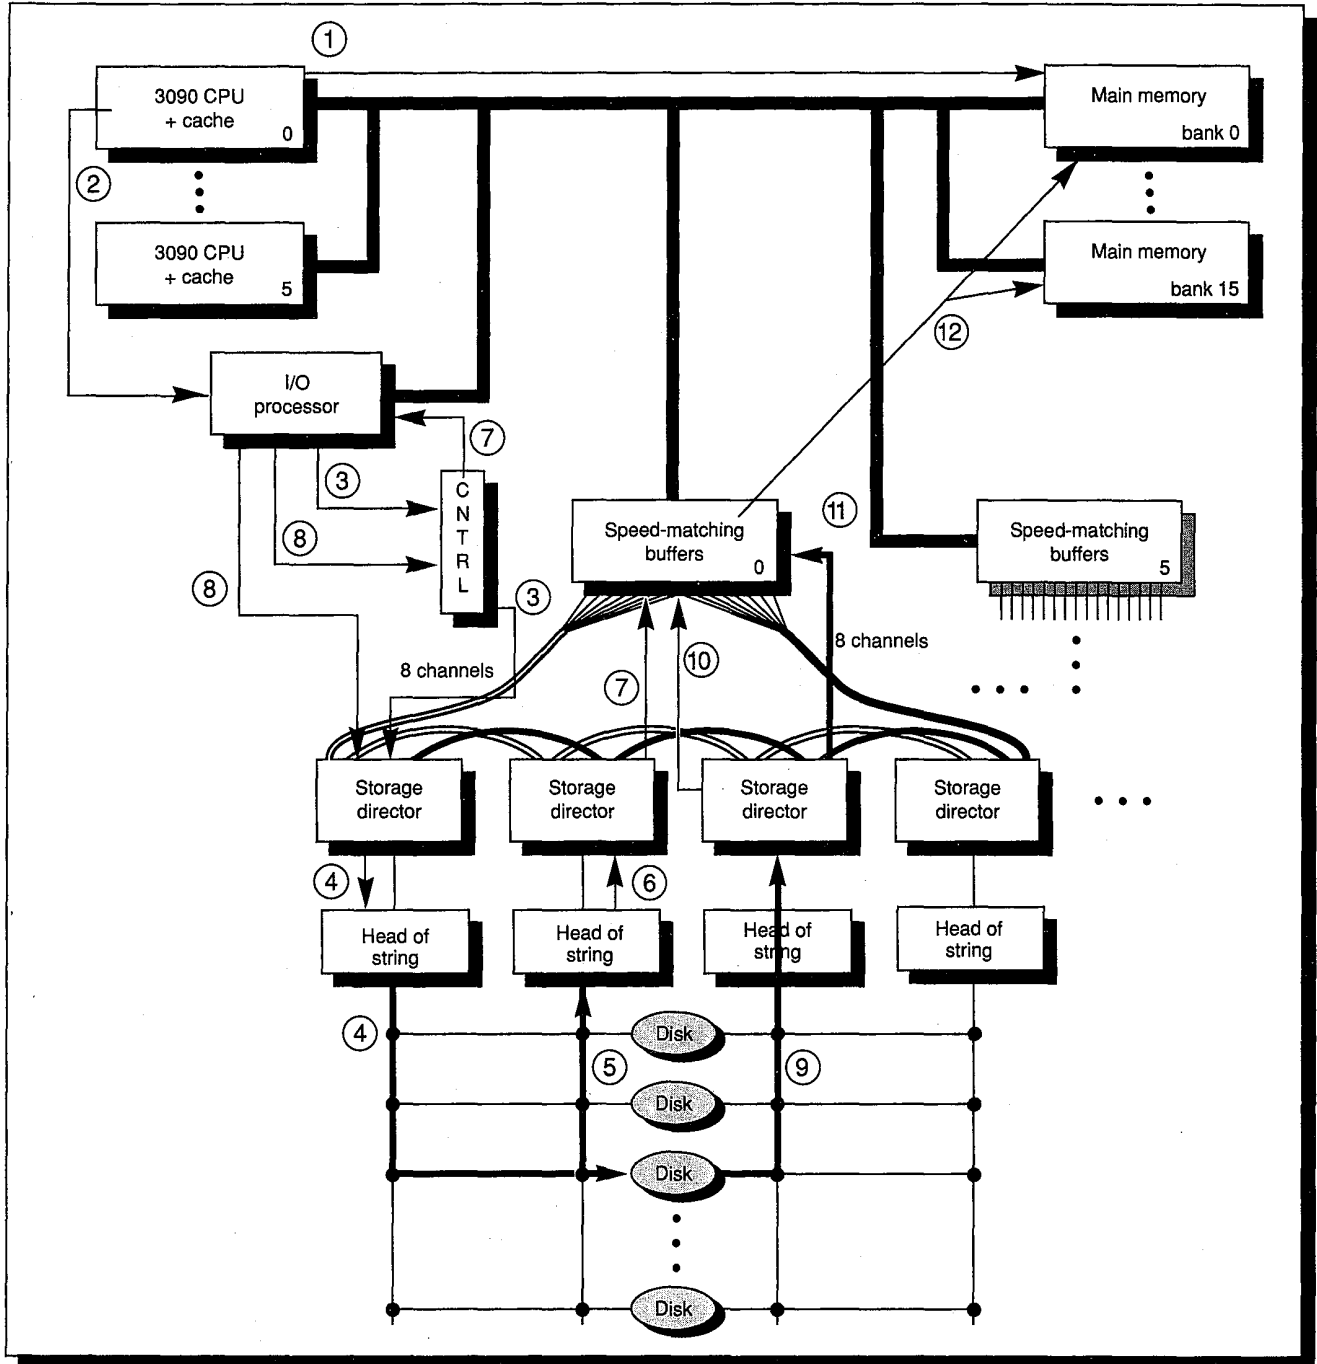 1
3090 CPU
+ cache
0
Main memory
bank 0
2
3090 CPU
+ cache
5
Main memory
bank 15
12
I/O
processor
7
3
C
N
T
R
L
8
8
3
Speed-matching
buffers
0
11
Speed-matching
buffers
5
8 channels
7
10
8 channels
Storage
director
Storage
director
Storage
director
Storage
director
4
6
Head of
string
Head of
string
Head of
string
Head of
string
4
Disk
5
9
Disk
Disk
Disk